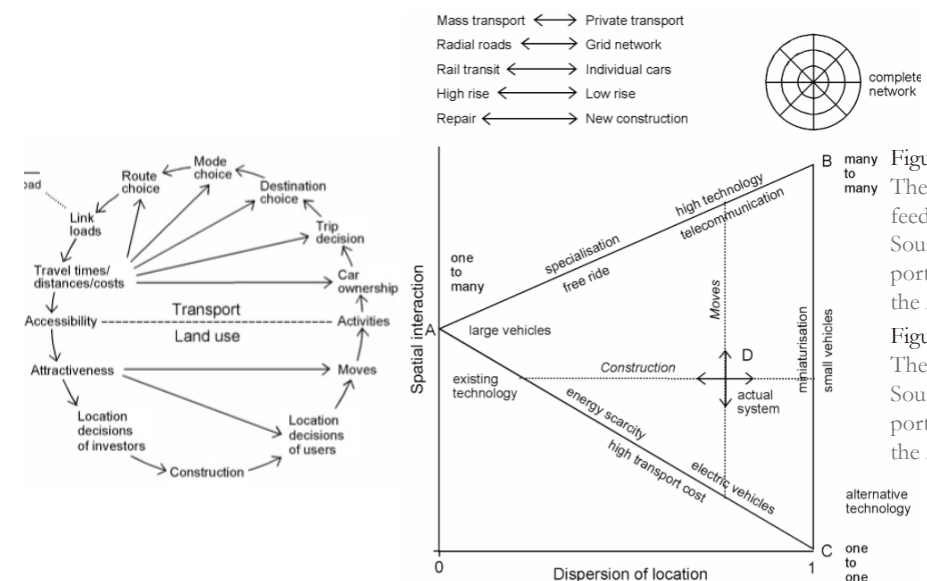 Mass transport Private transport
Radial roads Grid network
Rail transit Individual cars
High rise Low rise
Repair New construction
complete
network
Mode
choice
Route
choice
Destination
choice
Link
loads
Trip
decision
Travel times/
distances/costs
Car
ownership
Transport
Accessibility
Activities
Land use
Attractiveness
Moves
Location
decisions
of investors
Location
decisions
of users
Construction
Spatial interaction
A
B
many
to
many
one
to
many
high technology
telecommunication
specialisation
free ride
large vehicles
Moves
existing
technology
Construction
D
actual
system
miniaturisation
small vehicles
energy scarcity
high transport cost
electric vehicles
alternative
technology
C
one
to
one
0
1
Dispersion of location
Figu
The
feed
Sour
port
the
Figu
The
Sour
port
the